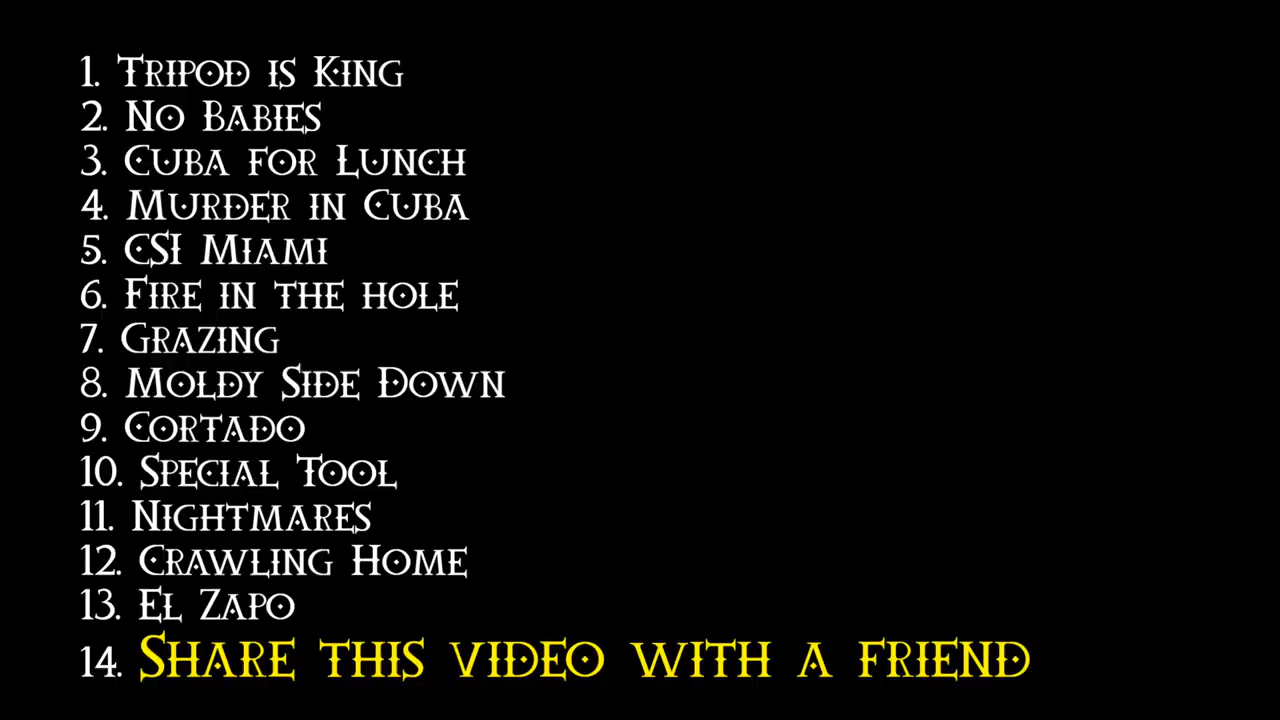 1. Tripod is King
2. No Babies
3. Cuba for Lunch
4. Murder in Cuba
5. CSI Miami
6. Fire in the hole
7. Grazing
8. Moldy Side Down
9. Cortado
10. Special Tool
11. Nightmares
12. Crawling Home
13. El Zapo
14. Share this video with a friend